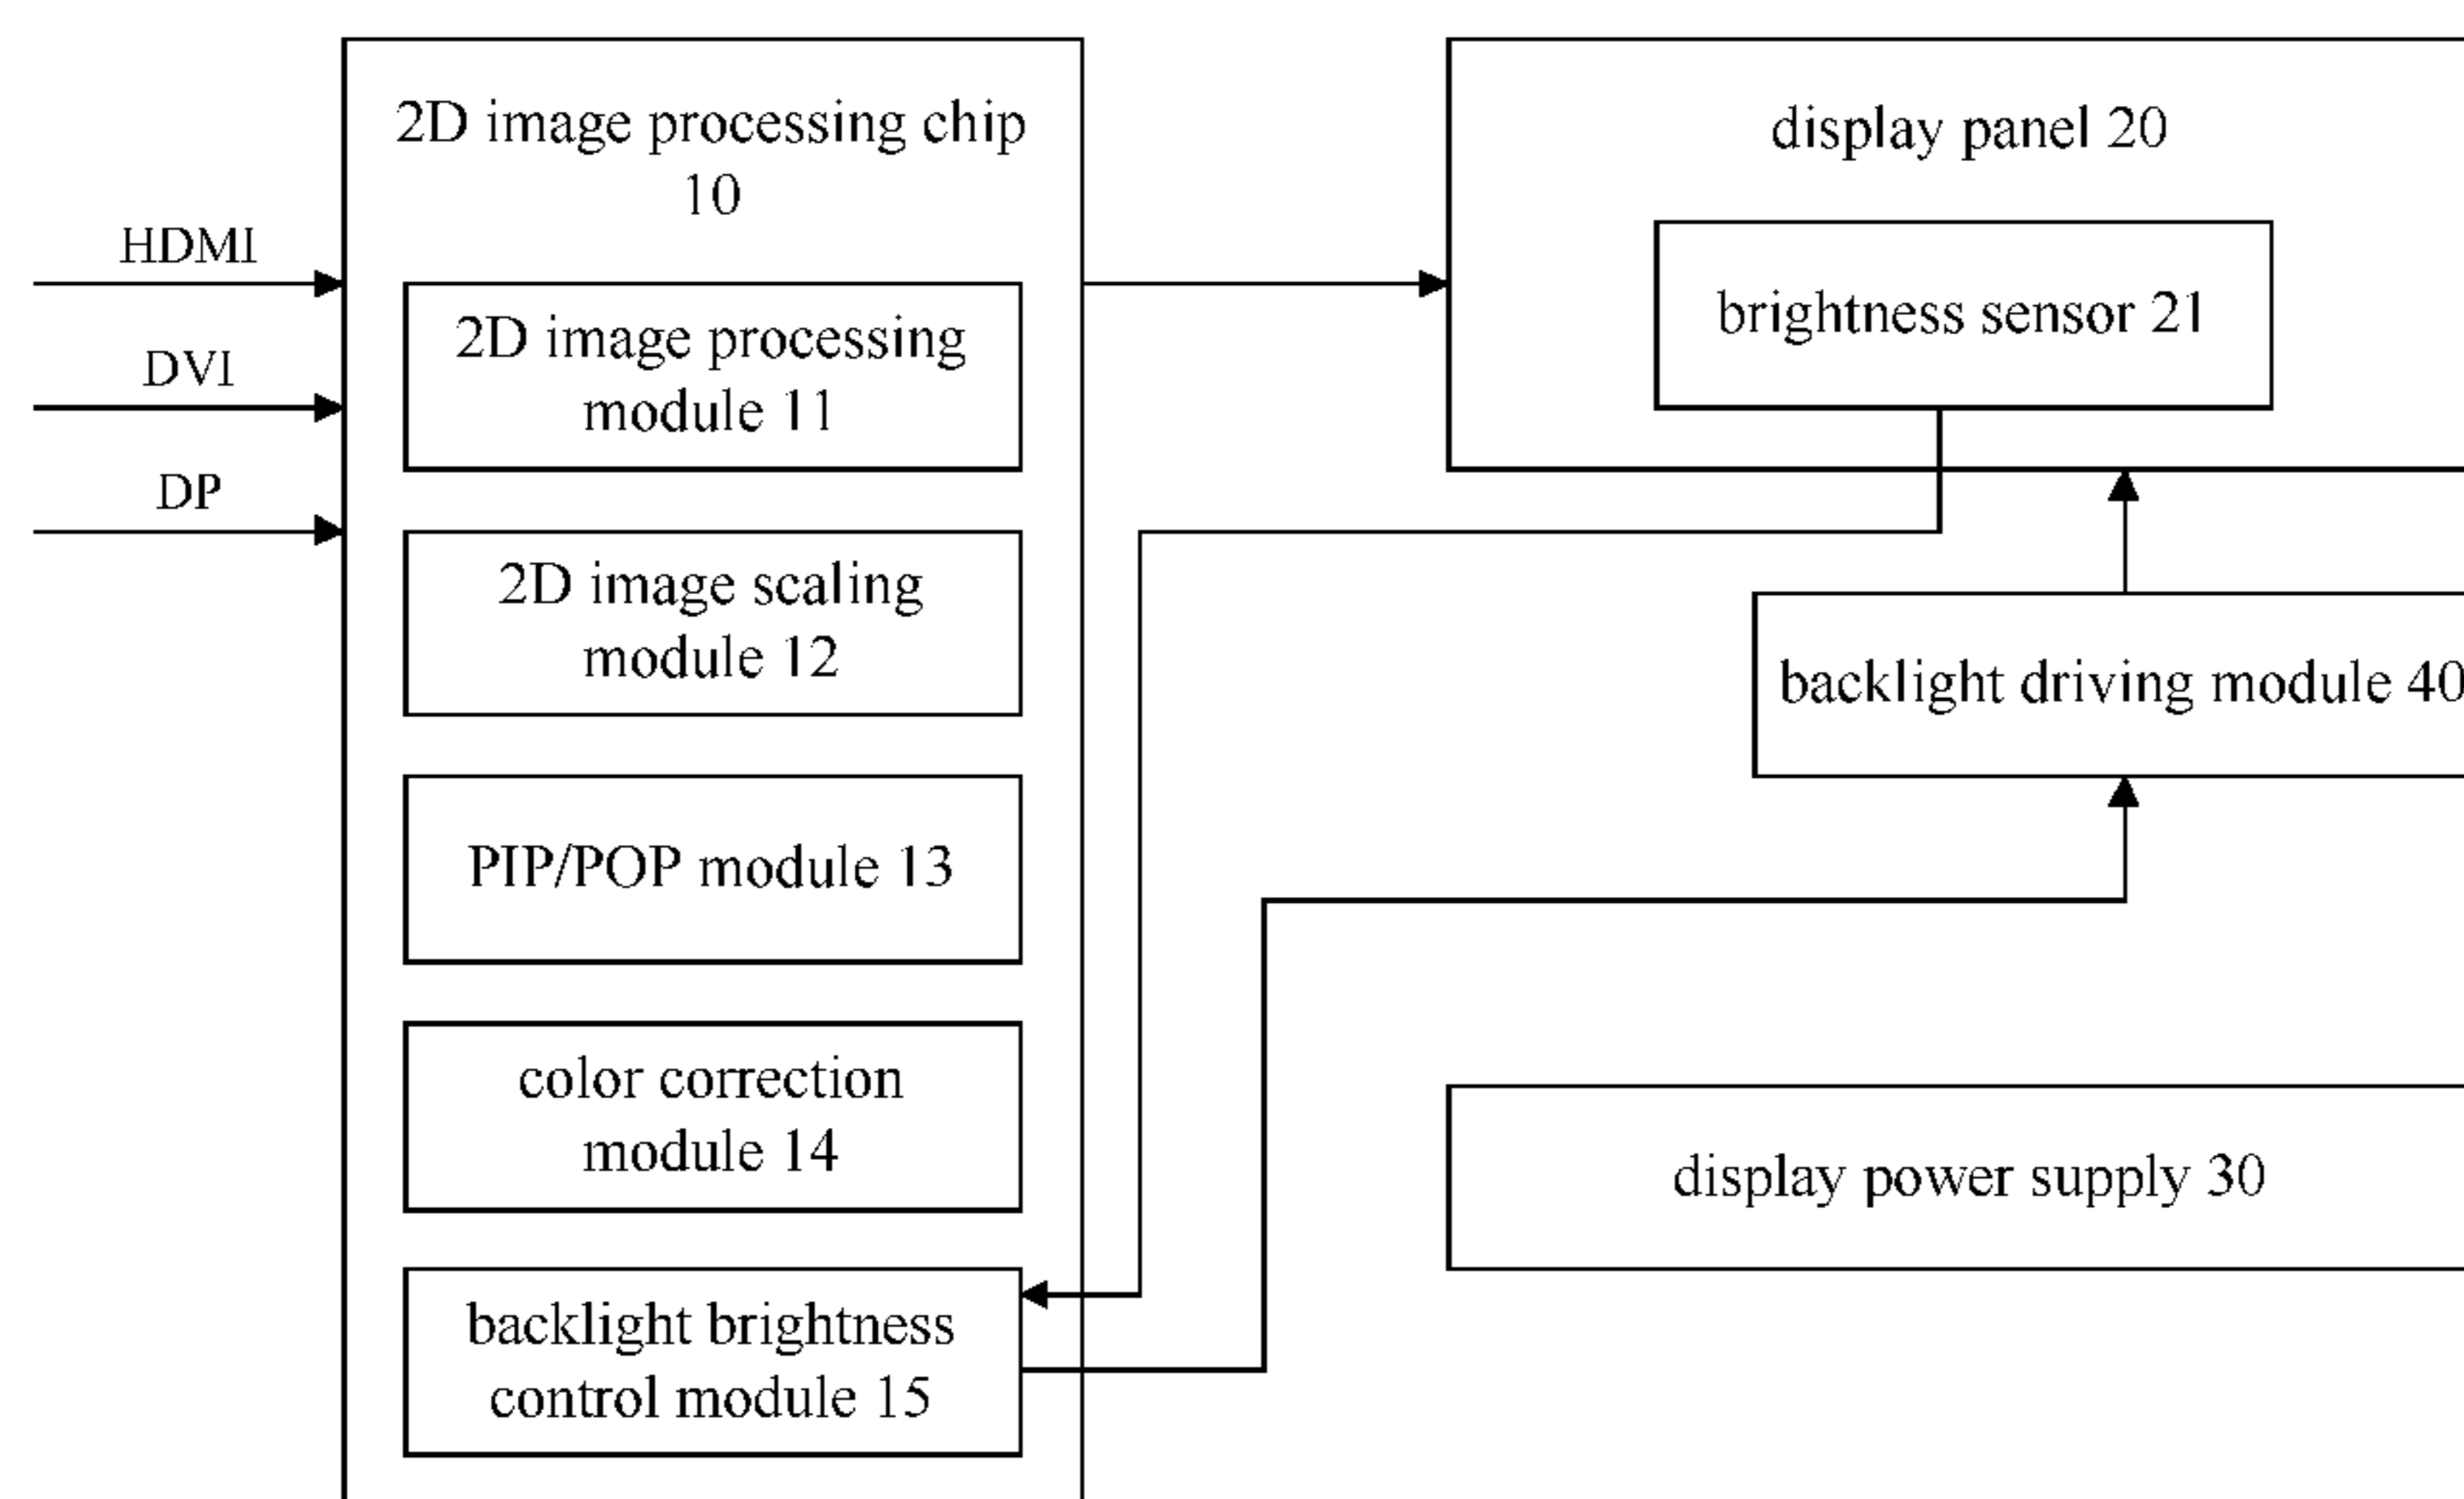 2D image processing chip
10
HDMI
DVI
DP
2D image processing
module 11
2D image scaling
module 12
PIP/POP module 13
color correction
module 14
backlight brightness
control module 15
display panel 20
brightness sensor 21
backlight driving module 40
display power supply 30